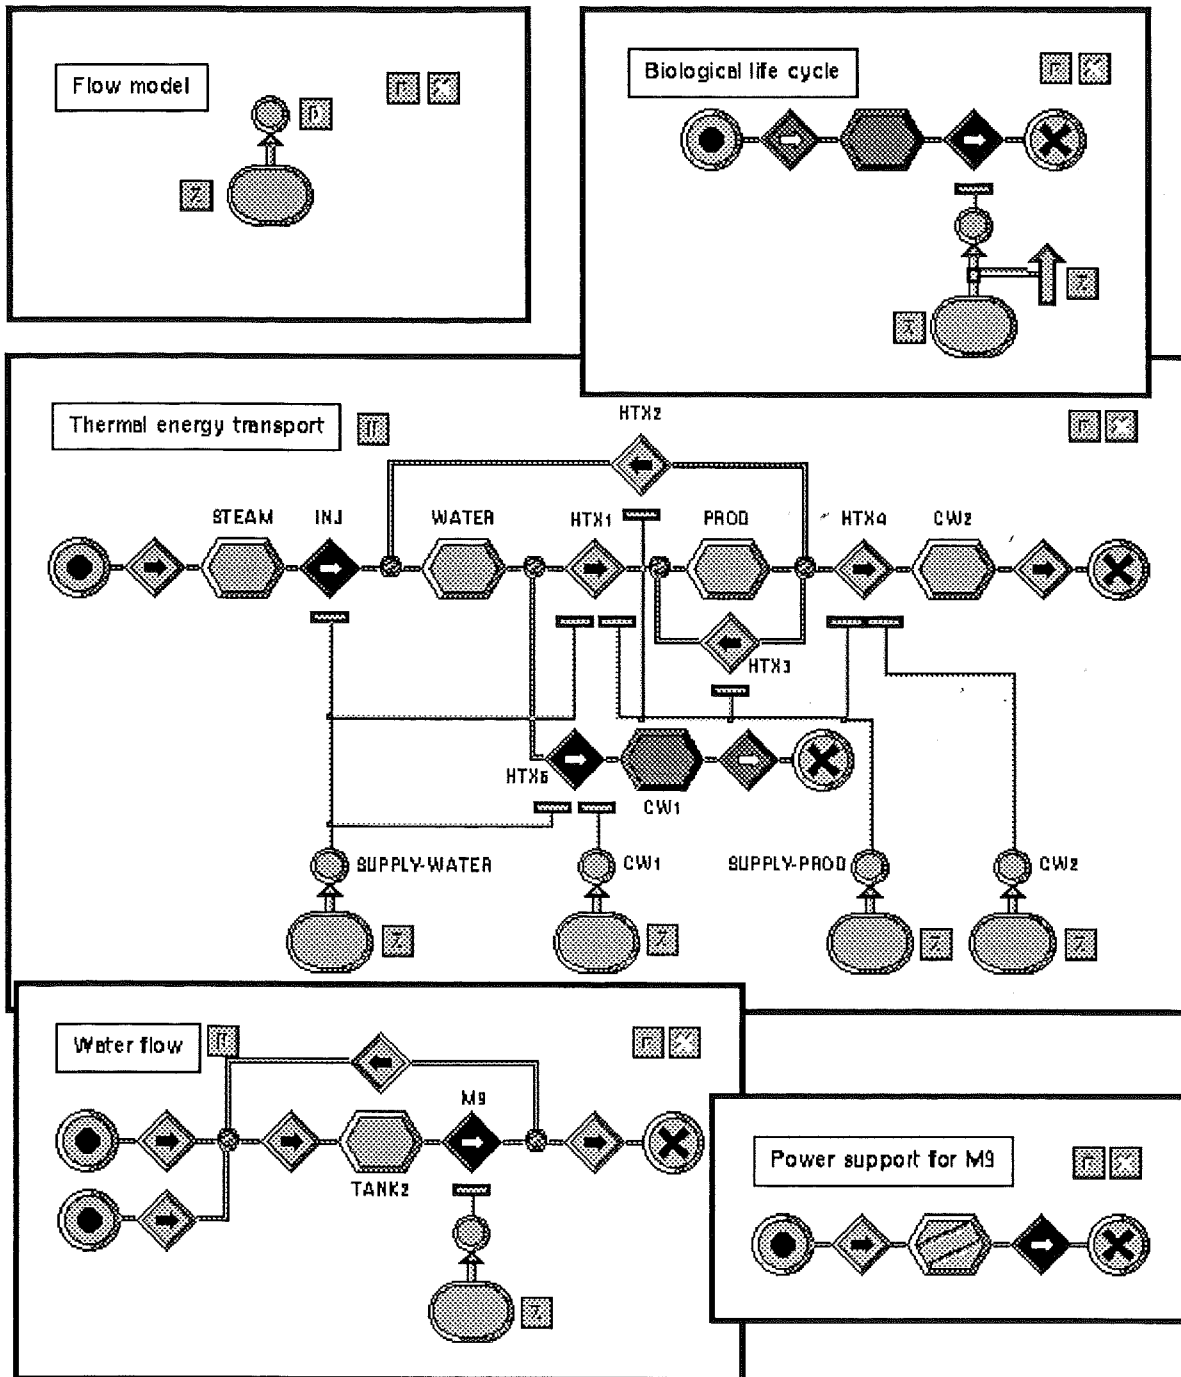 Flow model
Biological life cycle
Thermal energy transport
HTX2
STEAM
INJ
WATER
HTX1
PROD
HTX4
CW2
HTX3
HTX5
CW1
SUPPLY-WATER
CW1
SUPPLY-PROD
CW2
Water flow
M9
TANK2
Power support for M9